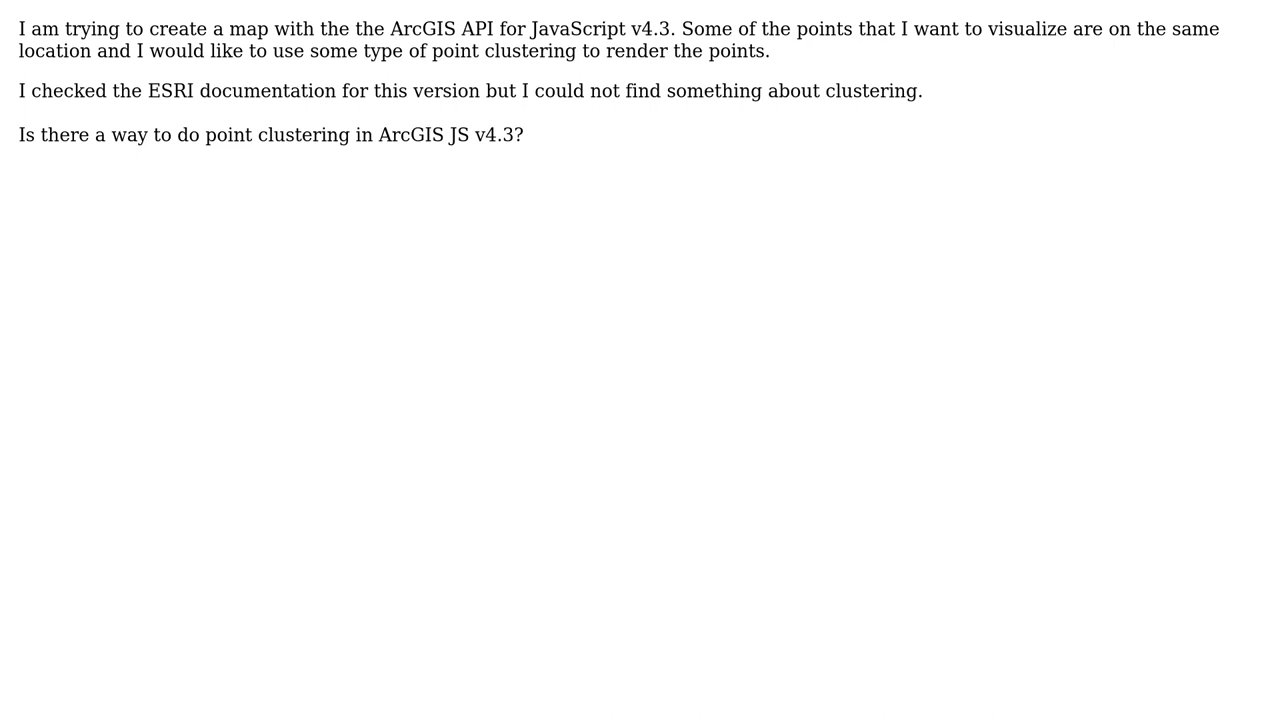 I am trying to create a map with the the ArcGIS API for JavaScript v4.3. Some of the points that I want to visualize are on the same
location and I would like to use some type of point clustering to render the points.
I checked the ESRI documentation for this version but I could not find something about clustering.
Is there a way to do point clustering in ArcGIS JS v4.3?